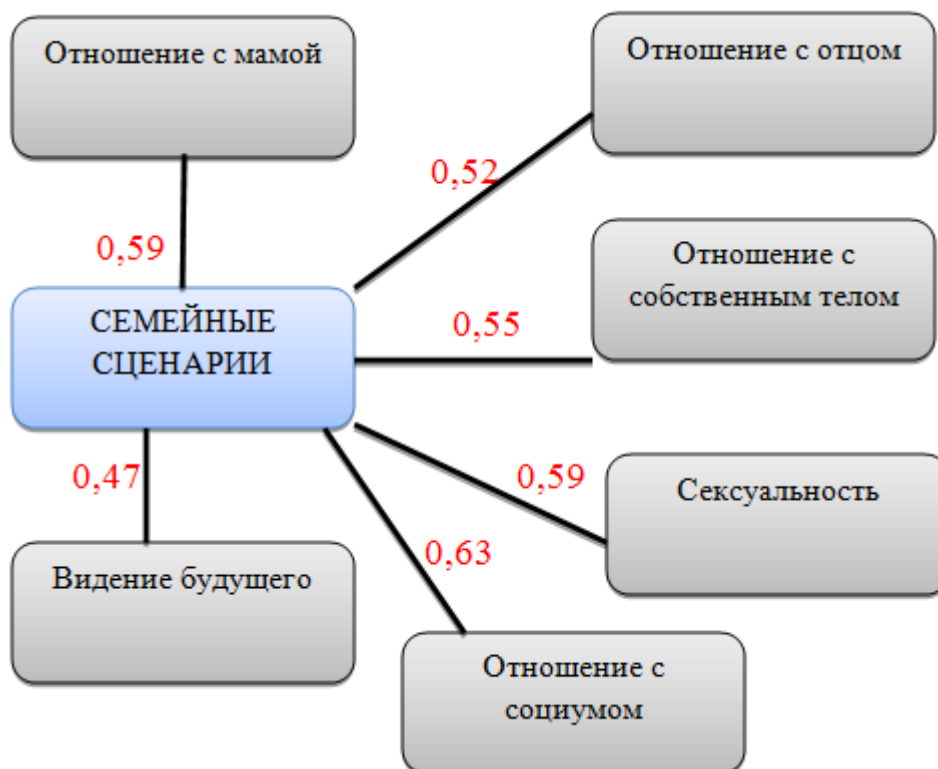 Отношение с мамой
Отношение с отцом
0,52
0,59
Отношение с
собственным телом
СЕМЕЙНЫЕ
СЦЕНАРИИ
0,55
0,47
0,59
Сексуальность
0,63
Видение будущего
Отношение с
социумом